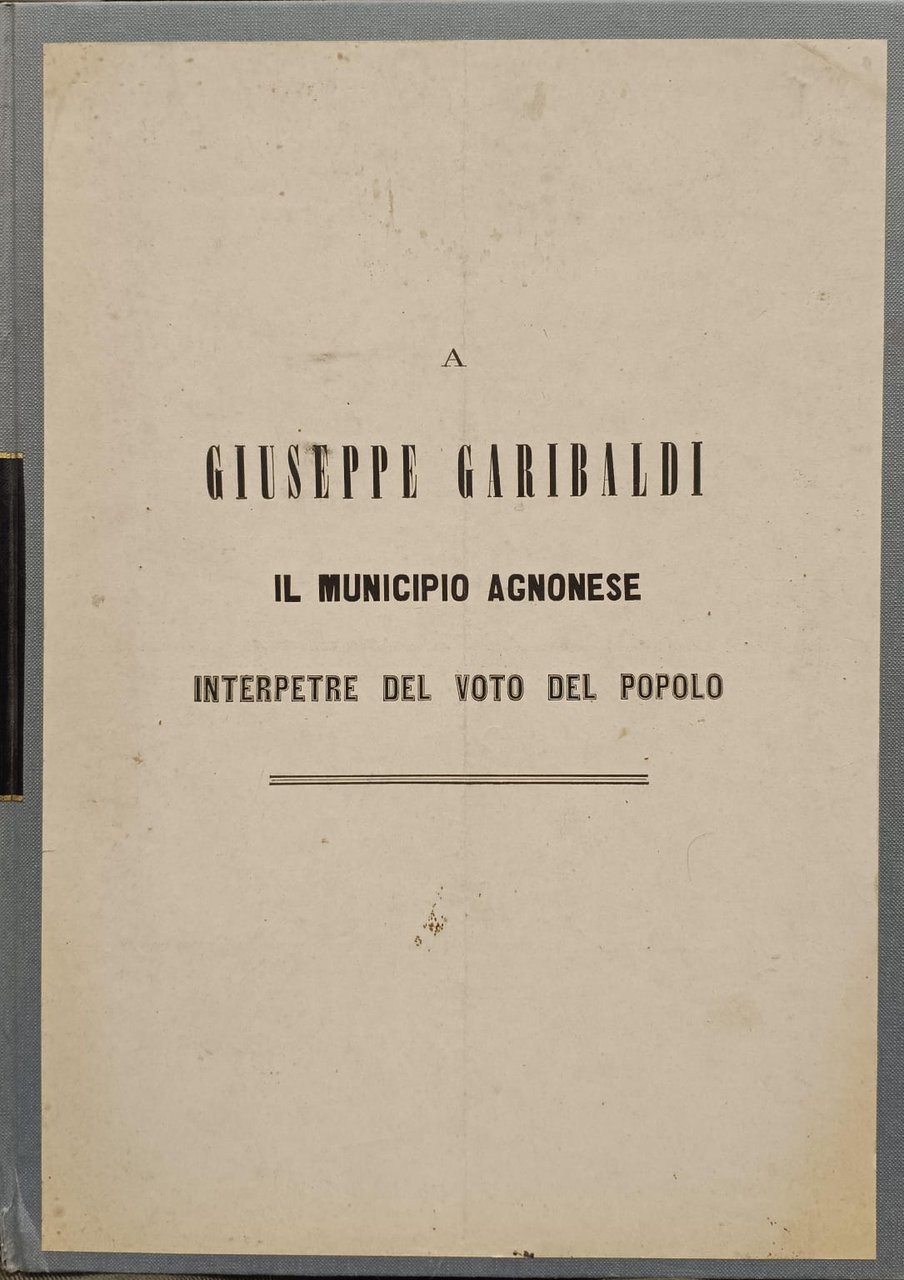 A
GIUSEPPE GARIBALDI
IL MUNICIPIO AGNONESE
INTERPETRE DEL VOTO DEL POPOLO